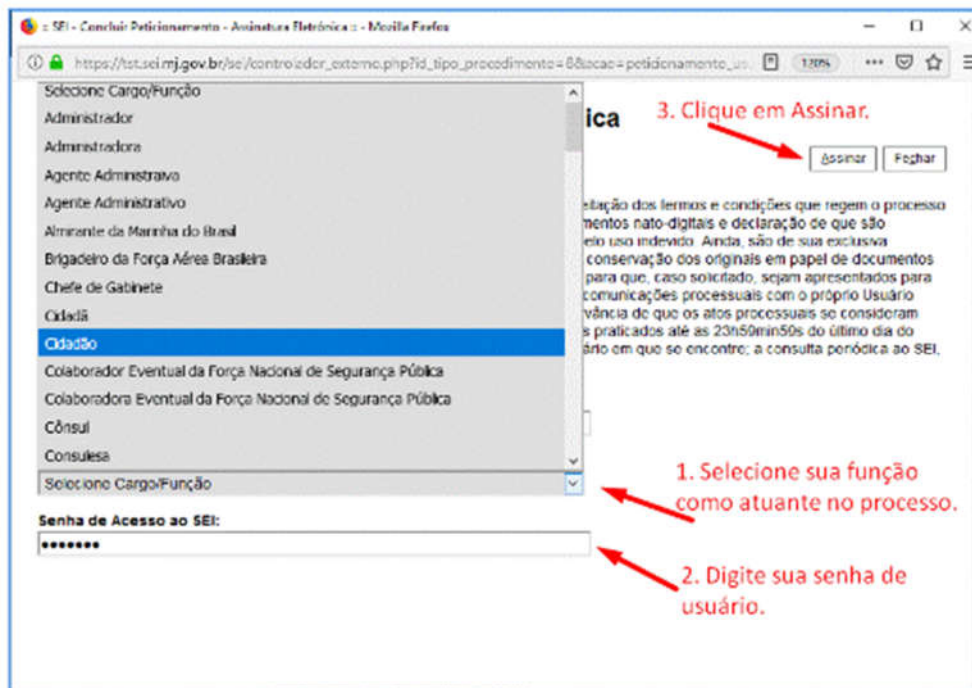 :: SEI - Concluir Peticionamento - Assinatura Eletrônica :: - Mozilla Firefox
https://tst.sei.mj.gov.br/sei/controlador_externo.php?id_tipo_procedimento=8&acao=peticionamento_us... 120%
Selecione Cargo/Função
ica
3. Clique em Assinar.
Administrador
Administradora
Assinar Fechar
Agente Administraiva
Agente Administrativo
Almirante da Marinha do Brasil
Brigadeiro da Força Aérea Brasileira
Chefe de Gabinete
Cidadã
Cidadão
Colaborador Eventual da Força Nacional de Segurança Pública
Colaboradora Eventual da Força Nacional de Segurança Pública
Cônsul
Consulesa
eitação dos termos e condições que regem o processo
mentos nato-digitais e declaração de que são
elo uso indevido. Ainda, são de sua exclusiva
conservação dos originais em papel de documentos
para que, caso solicitado, sejam apresentados para
comunicações processuais com o próprio Usuário
vância de que os atos processuais se consideram
s praticados até as 23h59min59s do último dia do
ário em que se encontre; a consulta periódica ao SEI,
Selecione Cargo/Função
1. Selecione sua função
como atuante no processo.
Senha de Acesso ao SEI:
•••••••
2. Digite sua senha de
usuário.